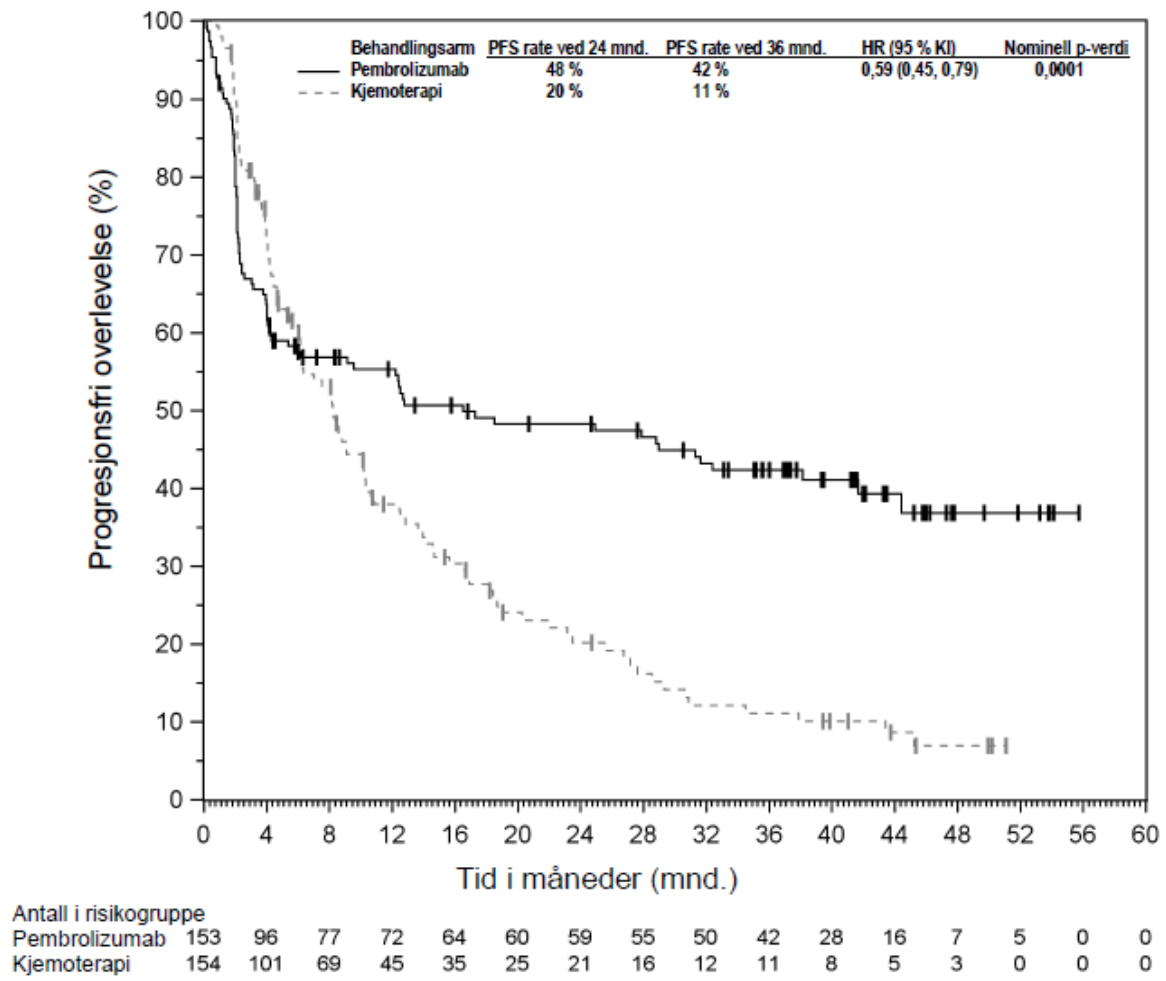 Behandlingsarm PFS rate ved 24 mnd. PFS rate ved 36 mnd. HR (95 % KI) Nominell p-verdi
Pembrolizumab 48 % 42 % 0,59 (0,45, 0,79) 0,0001
Kjemoterapi 20 % 11 %
Progresjonsfri overlevelse (%)
100
90
80
70
60
50
40
30
20
10
0
0 4 8 12 16 20 24 28 32 36 40 44 48 52 56 60
Tid i måneder (mnd.)
Antall i risikogruppe
Pembrolizumab 153 96 77 72 64 60 59 55 50 42 28 16 7 5 0 0
Kjemoterapi 154 101 69 45 35 25 21 16 12 11 8 5 3 0 0 0